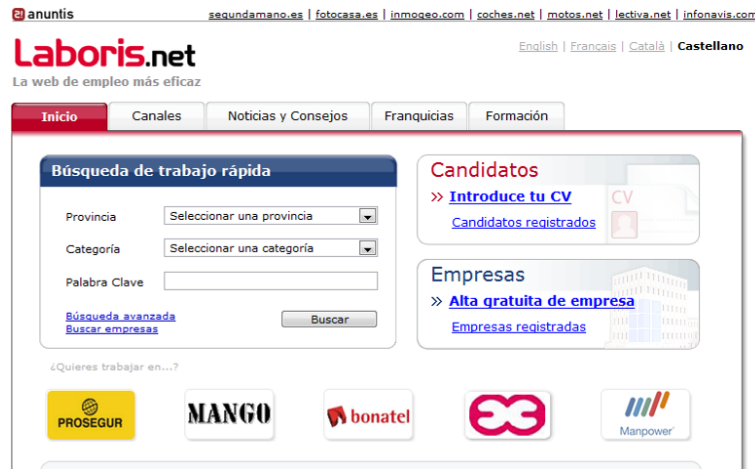 anuntis
segundamano.es | fotocasa.es | inmogeo.com | coches.net | motos.net | lectiva.net | infonavis.com
Laboris.net
La web de empleo más eficaz
English | Français | Català | Castellano
Inicio
Canales
Noticias y Consejos
Franquicias
Formación
Búsqueda de trabajo rápida
Provincia
Seleccionar una provincia
Categoría
Seleccionar una categoría
Palabra Clave
Búsqueda avanzada
Buscar empresas
Buscar
Candidatos
» Introduce tu CV
CV
Candidatos registrados
Empresas
» Alta gratuita de empresa
Empresas registradas
¿Quieres trabajar en...?
PROSEGUR
MANGO
bonatel
Manpower